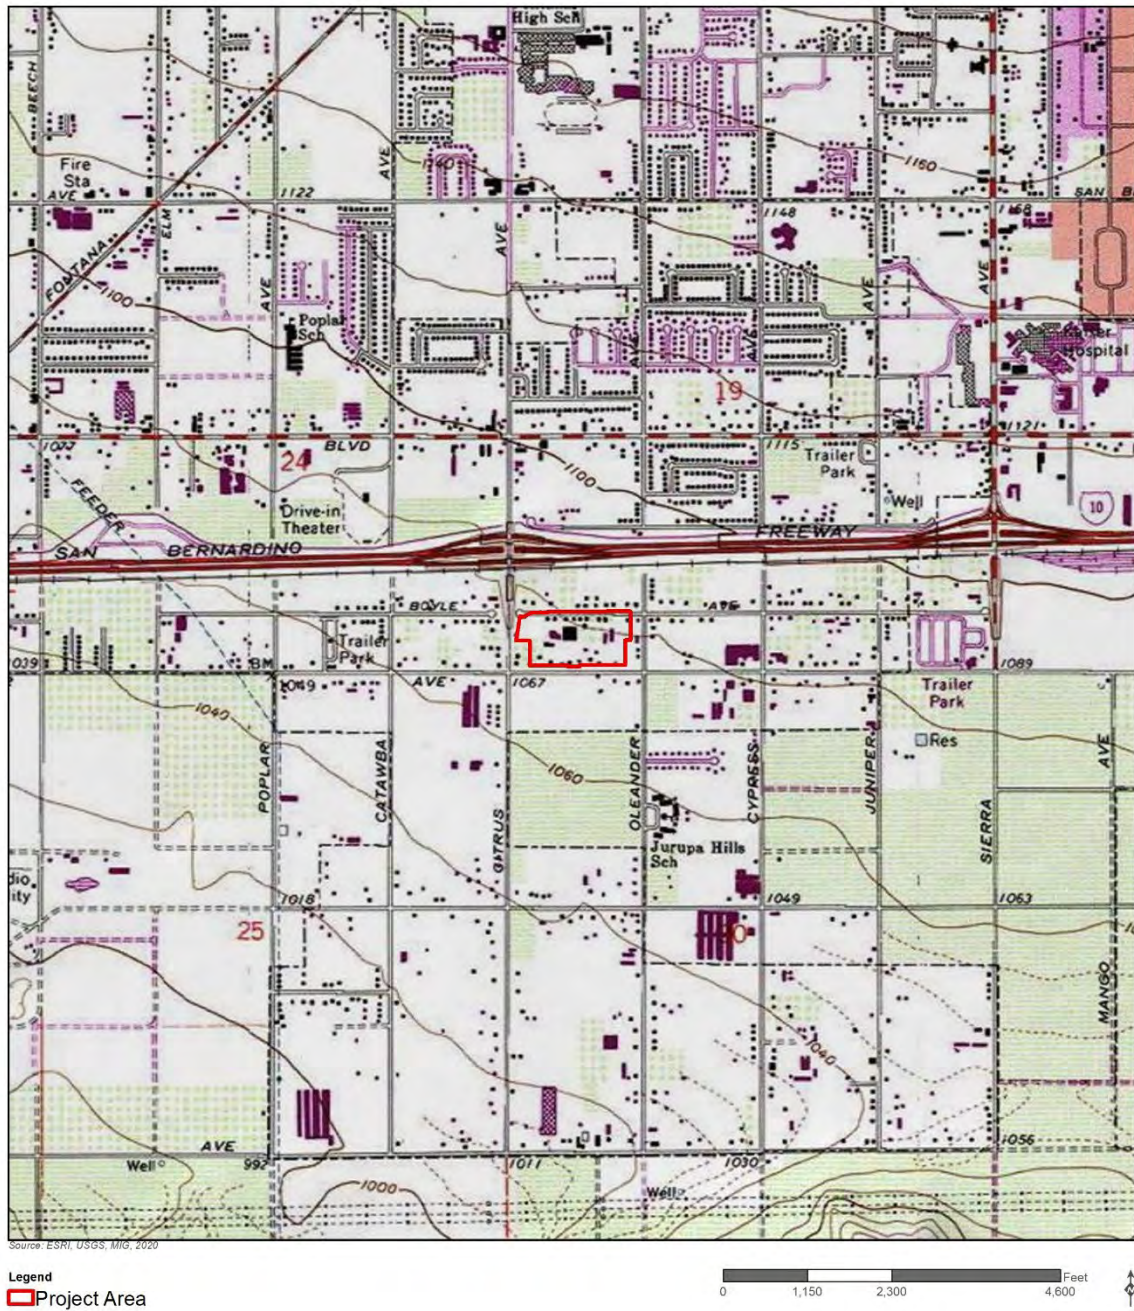 High Sch
BEECH
1140
AVE
1160
Fire
Sta
AVE
1122
SAN B
ELM
1148
1168
AVE
FONTANA
AVE
AVE
AVE
1100
Poplar
Sch
AVE
AVE
Hospital
19
1077
BLVD
1115
1121
24
1100
Trailer
Park
FEEDER
Drive-in
Theater
Well
10
SAN BERNARDINO
FREEWAY
BOYLE
AVE
Trailer
Park
1039
BM
1049
AVE
1067
1089
Trailer
Park
1040
Res
POPLAR
CATAWBA
CITRUS
1060
OLEANDER
CYPRESS
JUNIPER
SIERRA
AVE
Jurupa Hills
Sch
dio
ity
1018
1049
1063
25
MANGO
1040
AVE
1056
Well
992
1011
1030
1000
Well
Source: ESRI, USGS, MIG, 2020
Legend
Project Area
Feet
0 1,150 2,300 4,600